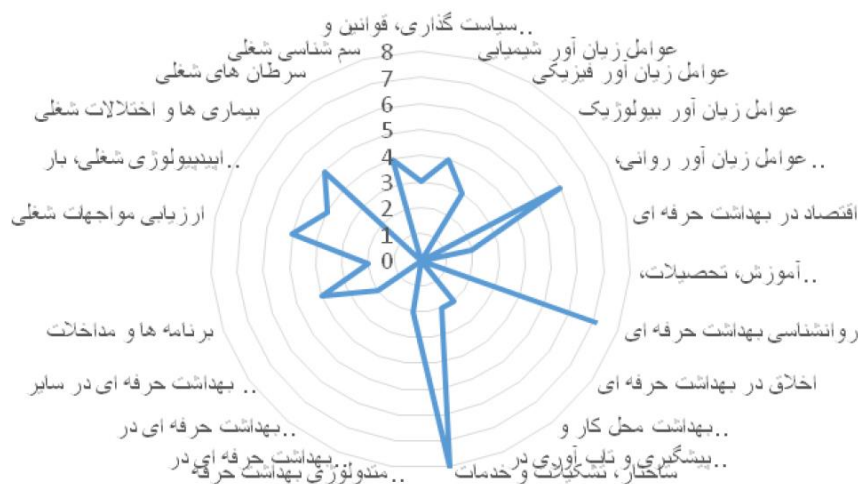 سیاست گذاری، قوانین و..
عوامل زیان آور شیمیایی
عوامل زیان آور فیزیکی
عوامل زیان آور بیولوژیک
عوامل زیان آور روانی، ..
اقتصاد در بهداشت حرفه ای
آموزش، تحصیلات، ..
روانشناسی بهداشت حرفه ای
اخلاق در بهداشت حرفه ای
بهداشت محل کار و..
پیشگیری و تاب آوری در..
ساختار، تشکیلات و خدمات
متدولوژی بهداشت حرفه..
بهداشت حرفه ای در..
بهداشت حرفه ای در..
بهداشت حرفه ای در سایر ..
برنامه ها و مداخلات
ارزیابی مواجهات شغلی
اپیدمیولوژی شغلی، بار..
بیماری ها و اختلالات شغلی
سرطان های شغلی
سم شناسی شغلی
8
7
6
5
4
3
2
1
0